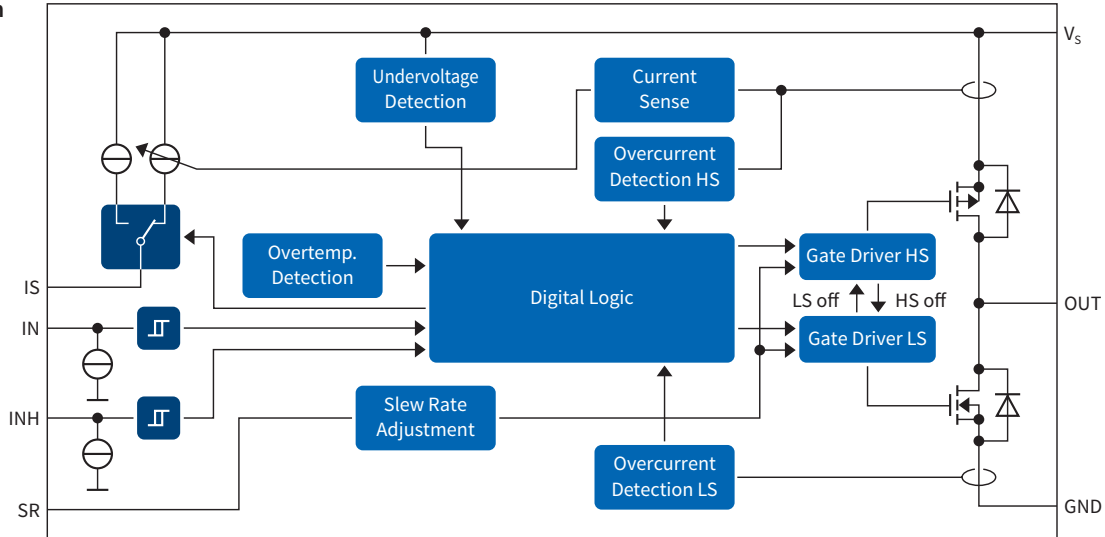 n
V_S
Undervoltage
Detection
Current
Sense
Overcurrent
Detection HS
Overtemp.
Detection
Digital Logic
Gate Driver HS
LS off
HS off
Gate Driver LS
IS
IN
INH
SR
OUT
Slew Rate
Adjustment
Overcurrent
Detection LS
GND